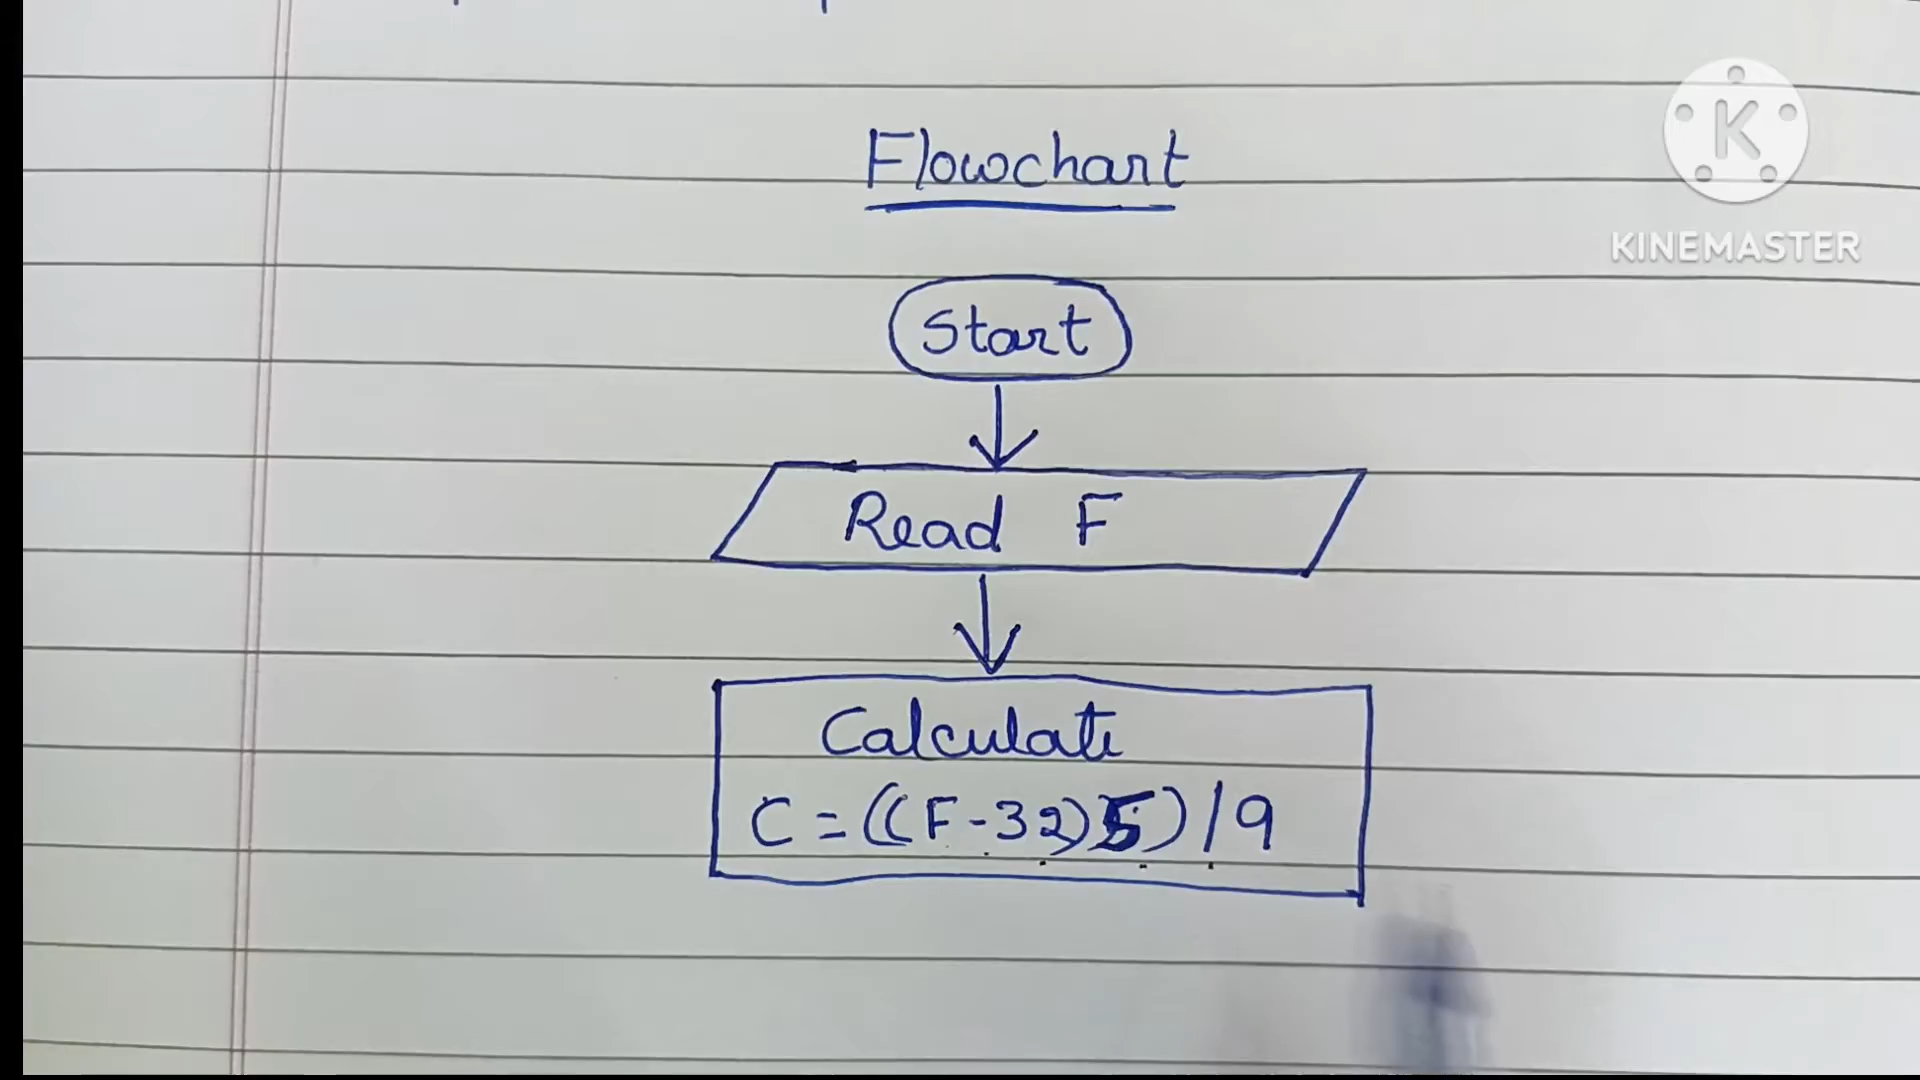 Flowchart
K
KINEMASTER
Start
Read F
Calculate
C = ((F-32)5)/9